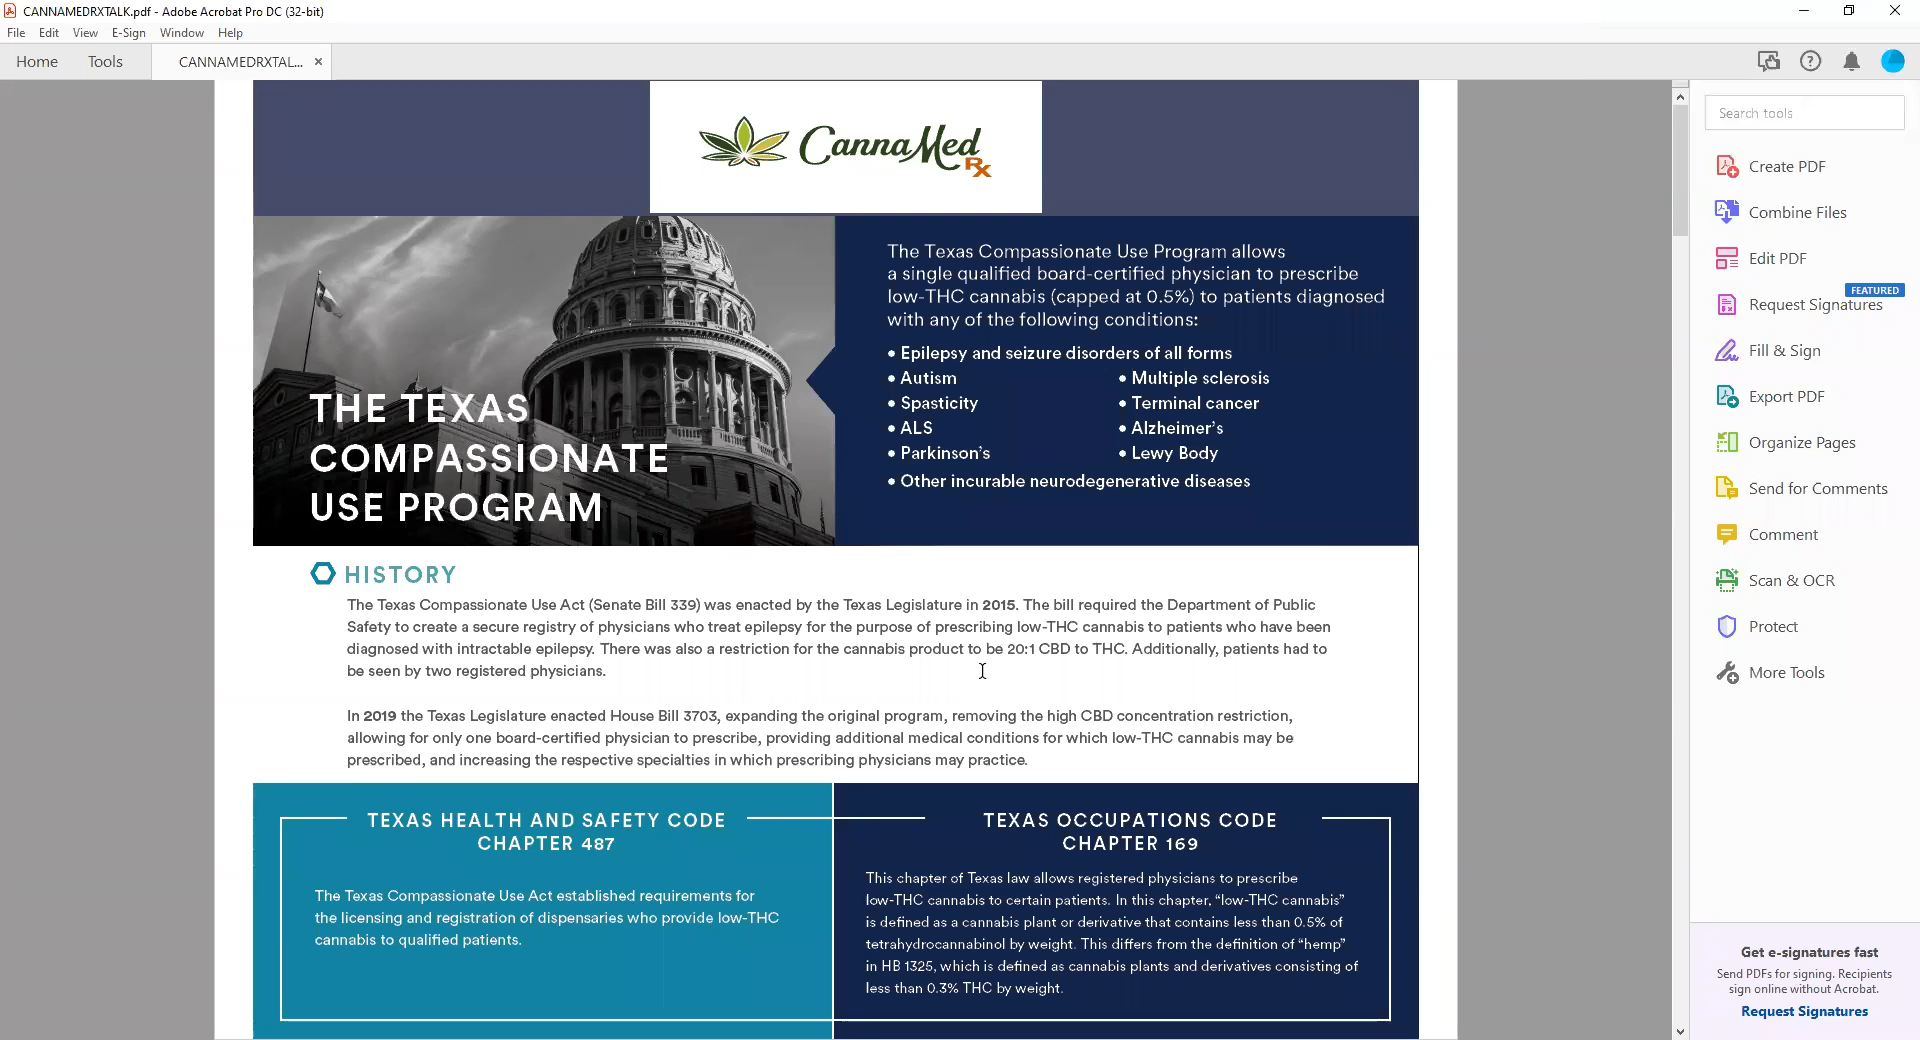 CANNAMEDRXTALK.pdf - Adobe Acrobat Pro DC (32-bit)
File Edit View E-Sign Window Help
Home Tools CANNAMEDRXTAL... ×
CannaMed Rx
THE TEXAS
COMPASSIONATE
USE PROGRAM
The Texas Compassionate Use Program allows
a single qualified board-certified physician to prescribe
low-THC cannabis (capped at 0.5%) to patients diagnosed
with any of the following conditions:
• Epilepsy and seizure disorders of all forms
• Autism • Multiple sclerosis
• Spasticity • Terminal cancer
• ALS • Alzheimer's
• Parkinson's • Lewy Body
• Other incurable neurodegenerative diseases
HISTORY
The Texas Compassionate Use Act (Senate Bill 339) was enacted by the Texas Legislature in 2015. The bill required the Department of Public
Safety to create a secure registry of physicians who treat epilepsy for the purpose of prescribing low-THC cannabis to patients who have been
diagnosed with intractable epilepsy. There was also a restriction for the cannabis product to be 20:1 CBD to THC. Additionally, patients had to
be seen by two registered physicians.
In 2019 the Texas Legislature enacted House Bill 3703, expanding the original program, removing the high CBD concentration restriction,
allowing for only one board-certified physician to prescribe, providing additional medical conditions for which low-THC cannabis may be
prescribed, and increasing the respective specialties in which prescribing physicians may practice.
TEXAS HEALTH AND SAFETY CODE
CHAPTER 487
The Texas Compassionate Use Act established requirements for
the licensing and registration of dispensaries who provide low-THC
cannabis to qualified patients.
TEXAS OCCUPATIONS CODE
CHAPTER 169
This chapter of Texas law allows registered physicians to prescribe
low-THC cannabis to certain patients. In this chapter, “low-THC cannabis”
is defined as a cannabis plant or derivative that contains less than 0.5% of
tetrahydrocannabinol by weight. This differs from the definition of “hemp”
in HB 1325, which is defined as cannabis plants and derivatives consisting of
less than 0.3% THC by weight.
Search tools
Create PDF
Combine Files
Edit PDF
FEATURED
Request Signatures
Fill & Sign
Export PDF
Organize Pages
Send for Comments
Comment
Scan & OCR
Protect
More Tools
Get e-signatures fast
Send PDFs for signing. Recipients
sign online without Acrobat.
Request Signatures